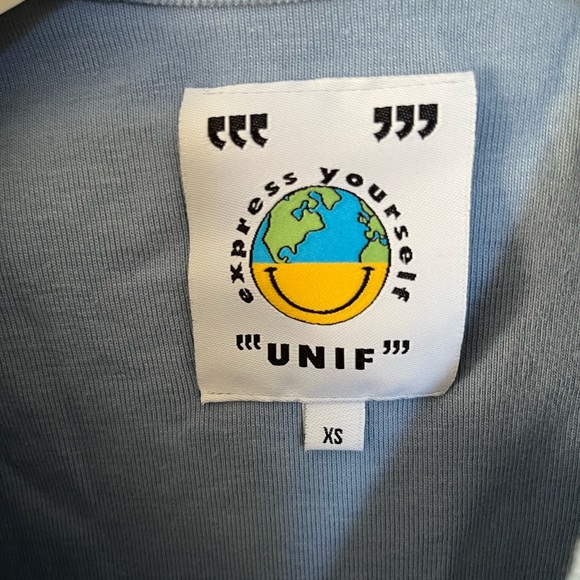 ❛❛❛ ❜❜❜
express yourself
❛❛❛UNIF❜❜❜
XS